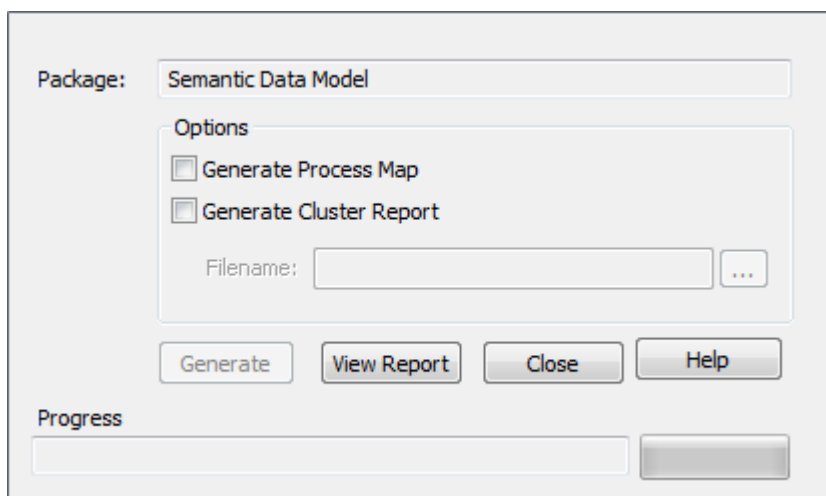 Package: Semantic Data Model
Options
Generate Process Map
Generate Cluster Report
Filename: ...
Generate View Report Close Help
Progress